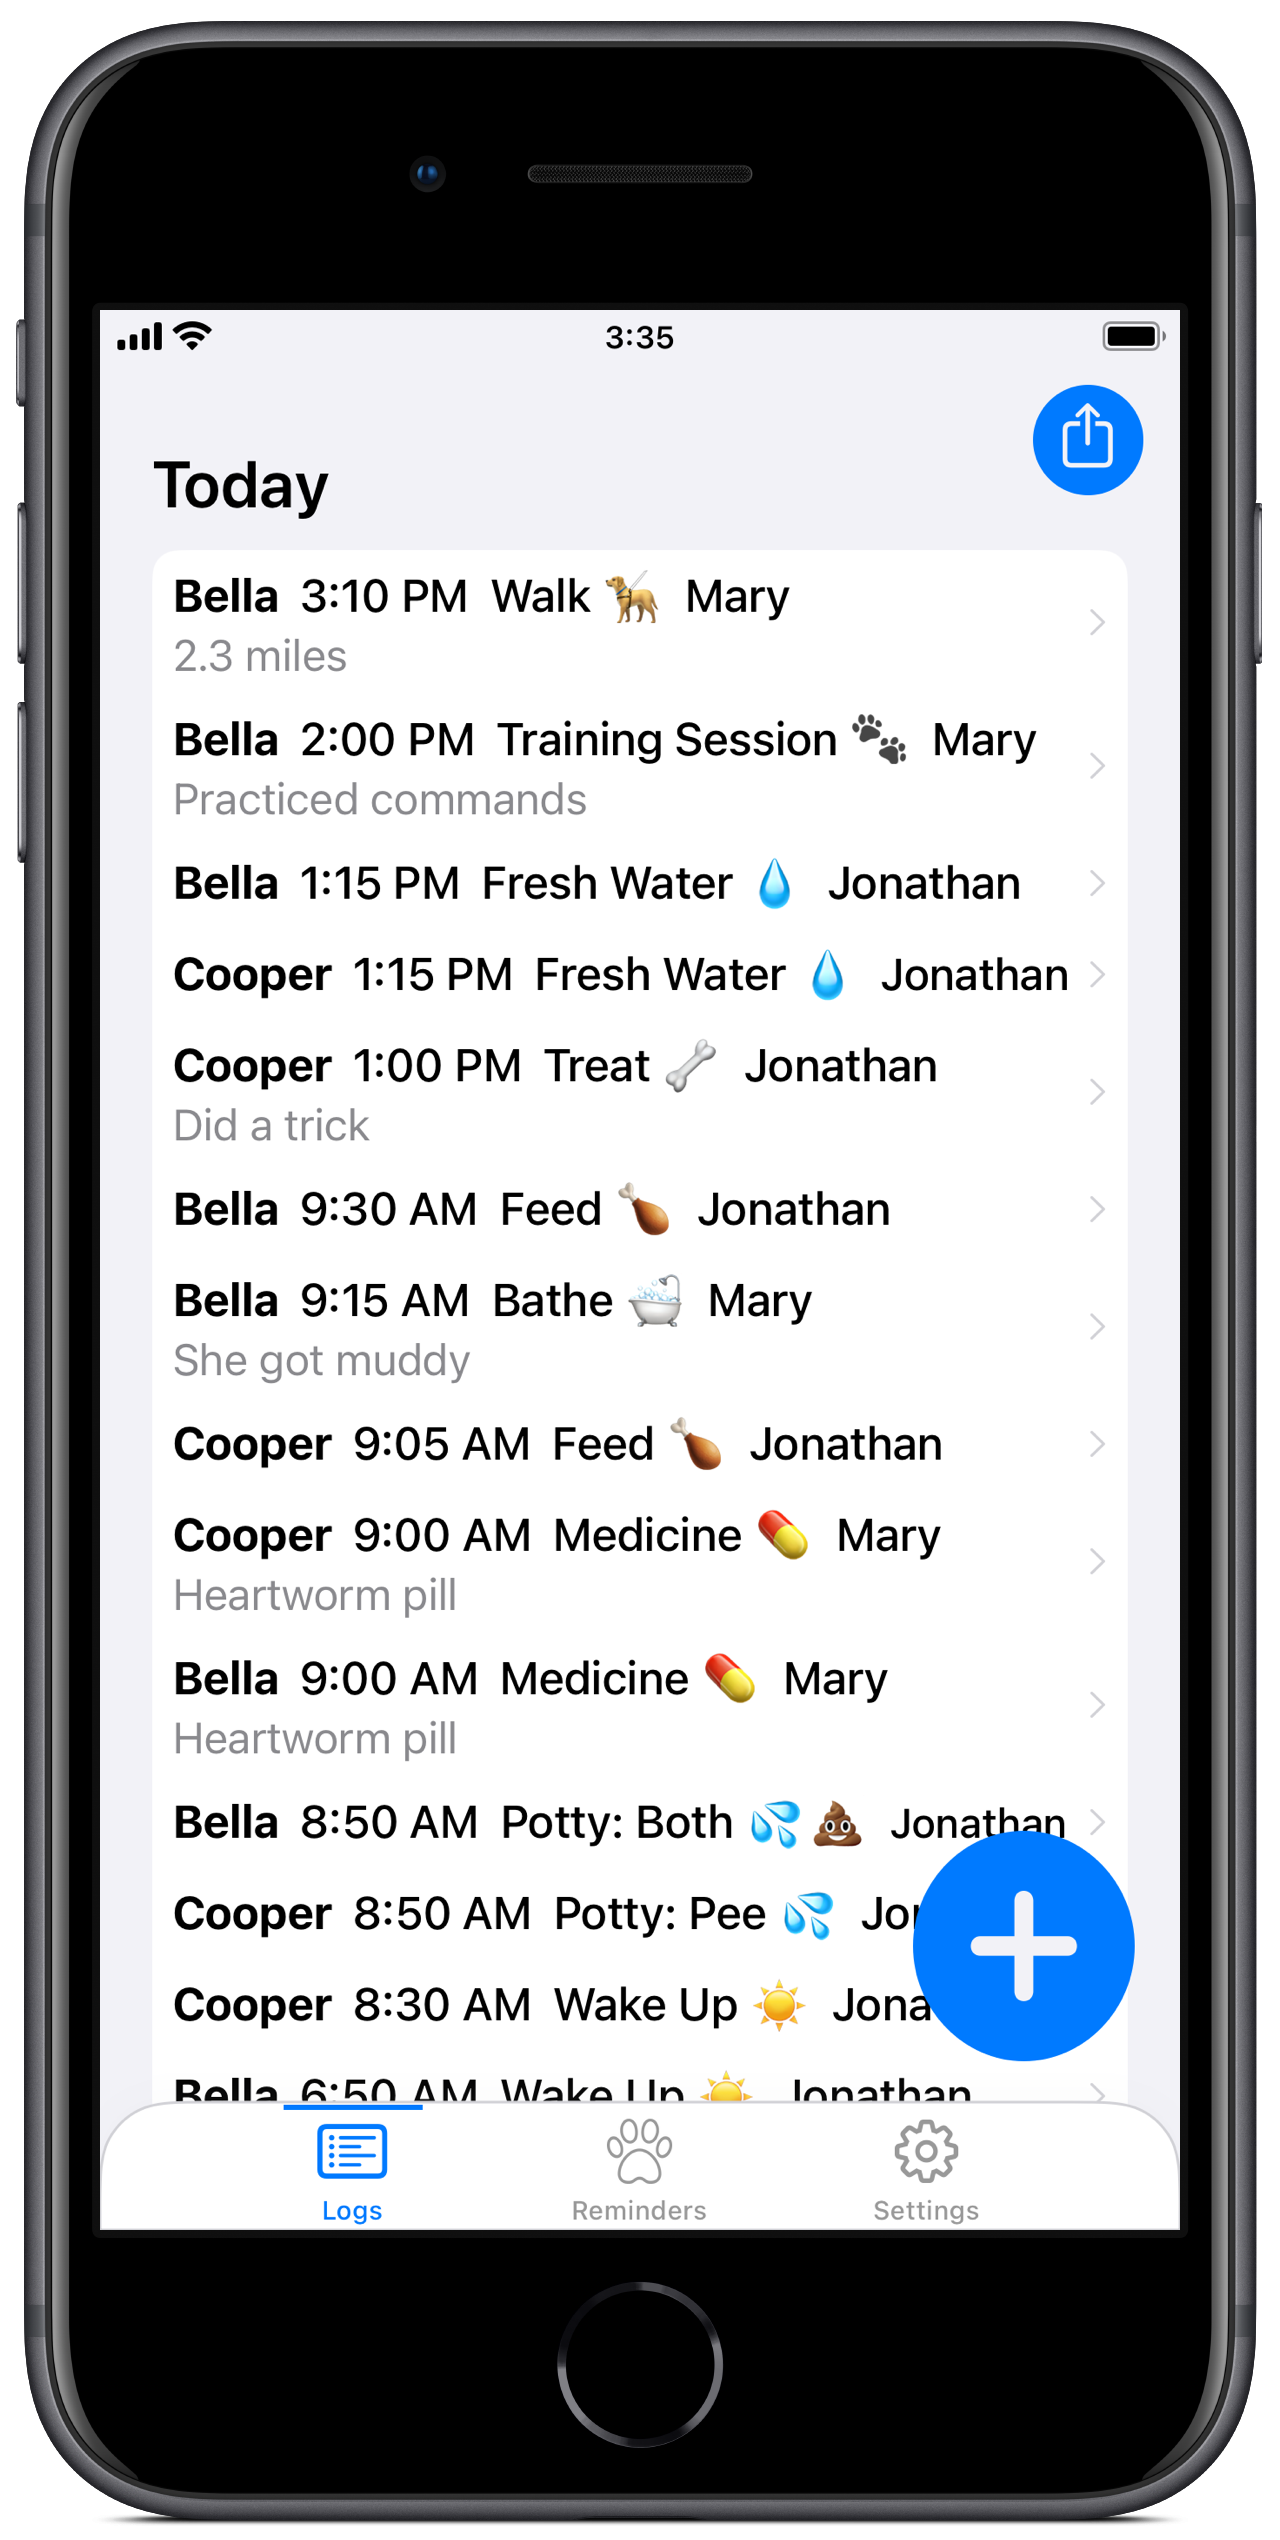 3:35
Today
Bella 3:10 PM Walk 🦮 Mary
2.3 miles
Bella 2:00 PM Training Session 🐾 Mary
Practiced commands
Bella 1:15 PM Fresh Water 💧 Jonathan
Cooper 1:15 PM Fresh Water 💧 Jonathan
Cooper 1:00 PM Treat 🦴 Jonathan
Did a trick
Bella 9:30 AM Feed 🍗 Jonathan
Bella 9:15 AM Bathe 🛁 Mary
She got muddy
Cooper 9:05 AM Feed 🍗 Jonathan
Cooper 9:00 AM Medicine 💊 Mary
Heartworm pill
Bella 9:00 AM Medicine 💊 Mary
Heartworm pill
Bella 8:50 AM Potty: Both 💦 💩 Jonathan
Cooper 8:50 AM Potty: Pee 💦
Cooper 8:30 AM Wake Up ☀️
Bella 6:50 AM Wake Up ☀️ Jonathan
Logs
Reminders
Settings